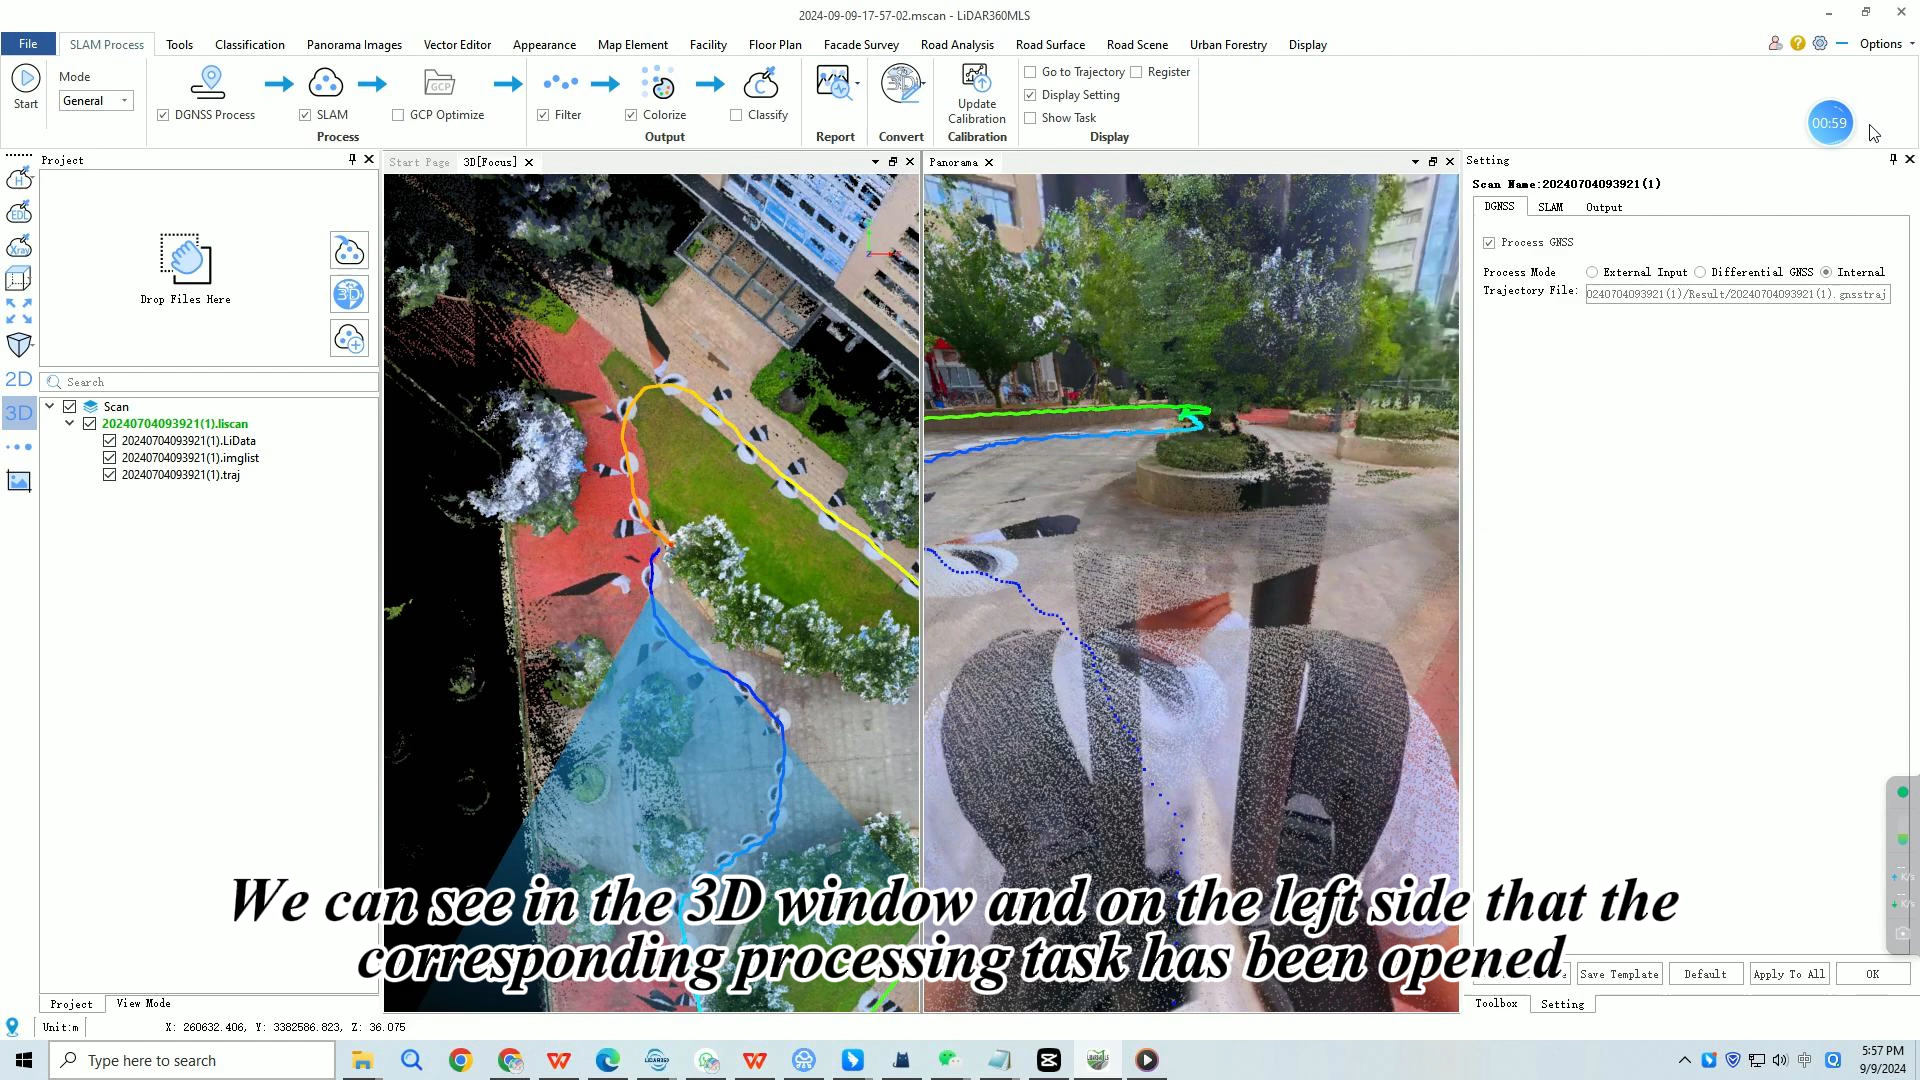 2024-09-09-17-57-02.mscan - LiDAR360MLS
File SLAM Process Tools Classification Panorama Images Vector Editor Appearance Map Element Facility Floor Plan Facade Survey Road Analysis Road Surface Road Scene Urban Forestry Display Options
Start
Mode
General
DGNSS Process
SLAM
GCP
GCP Optimize
Process
Filter
Colorize
Classify
Output
Report
Convert
Update
Calibration
Calibration
Go to Trajectory Register
Display Setting
Show Task
Display
00:59
Project
Drop Files Here
3D
Search
Scan
20240704093921(1).liscan
20240704093921(1).LiData
20240704093921(1).imglist
20240704093921(1).traj
H
EDL
Xray
2D
3D
Start Page 3D[Focus]
Panorama
Setting
Scan Name:20240704093921(1)
DGNSS SLAM Output
Process GNSS
Process Mode External Input Differential GNSS Internal
Trajectory File: 0240704093921(1)/Result/20240704093921(1).gnsstraj
We can see in the 3D window and on the left side that the
corresponding processing task has been opened
Save Template Default Apply To All OK
Project View Mode
Toolbox Setting
Unit:m X: 260632.406, Y: 3382586.823, Z: 36.075
Type here to search
中
5:57 PM
9/9/2024